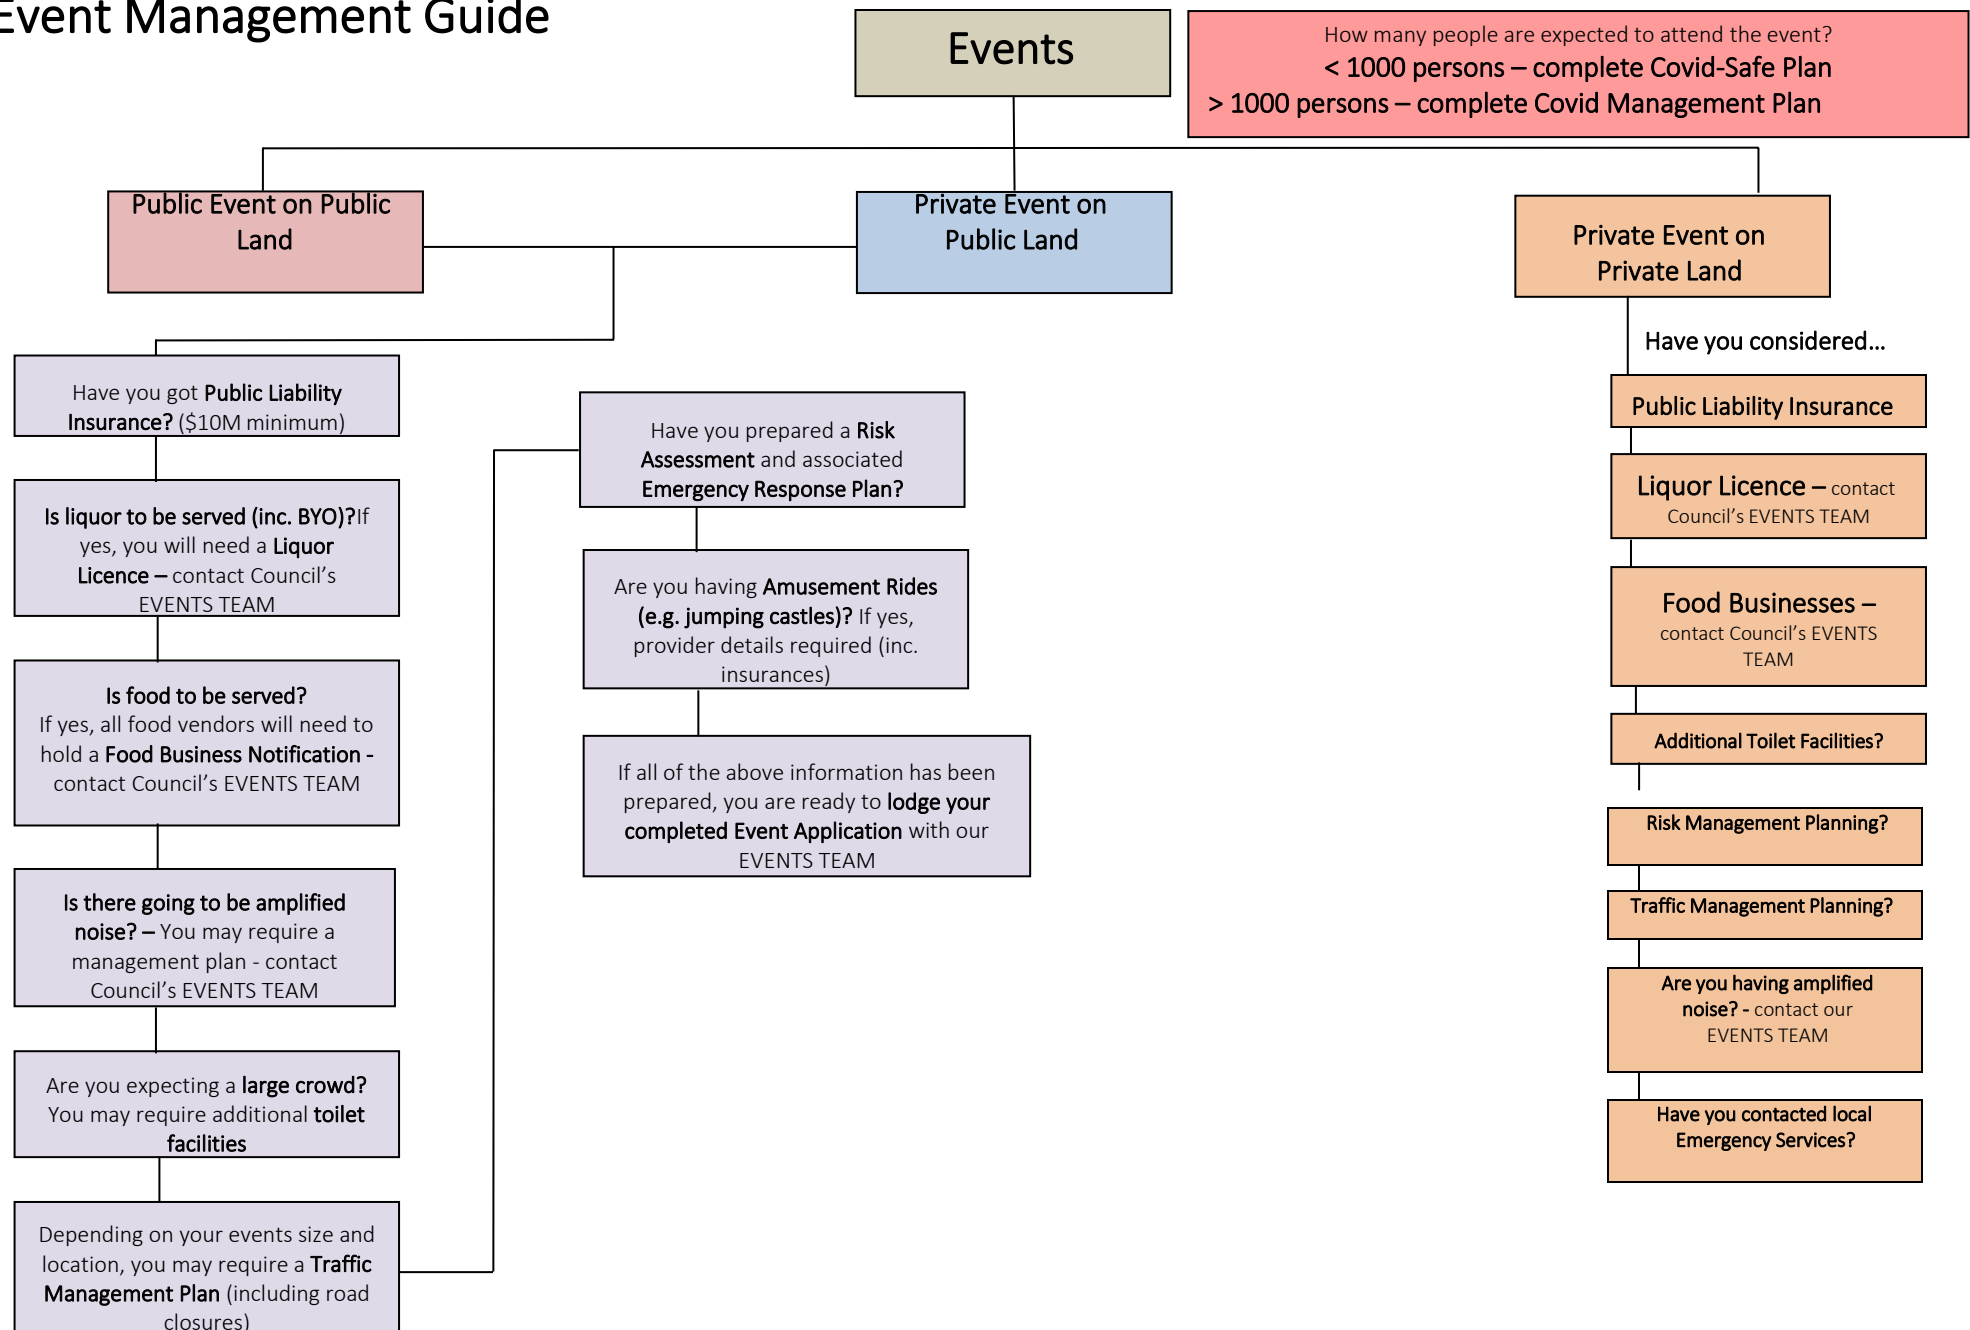 Event Management Guide
Events
How many people are expected to attend the event?
< 1000 persons – complete Covid-Safe Plan
> 1000 persons – complete Covid Management Plan
Public Event on Public
Land
Private Event on
Public Land
Private Event on
Private Land
Have you got Public Liability
Insurance? ($10M minimum)
Is liquor to be served (inc. BYO)?If
yes, you will need a Liquor
Licence – contact Council’s
EVENTS TEAM
Is food to be served?
If yes, all food vendors will need to
hold a Food Business Notification -
contact Council’s EVENTS TEAM
Is there going to be amplified
noise? – You may require a
management plan - contact
Council’s EVENTS TEAM
Are you expecting a large crowd?
You may require additional toilet
facilities
Depending on your events size and
location, you may require a Traffic
Management Plan (including road
closures)
Have you prepared a Risk
Assessment and associated
Emergency Response Plan?
Are you having Amusement Rides
(e.g. jumping castles)? If yes,
provider details required (inc.
insurances)
If all of the above information has been
prepared, you are ready to lodge your
completed Event Application with our
EVENTS TEAM
Have you considered...
Public Liability Insurance
Liquor Licence – contact
Council’s EVENTS TEAM
Food Businesses –
contact Council’s EVENTS
TEAM
Additional Toilet Facilities?
Risk Management Planning?
Traffic Management Planning?
Are you having amplified
noise? - contact our
EVENTS TEAM
Have you contacted local
Emergency Services?